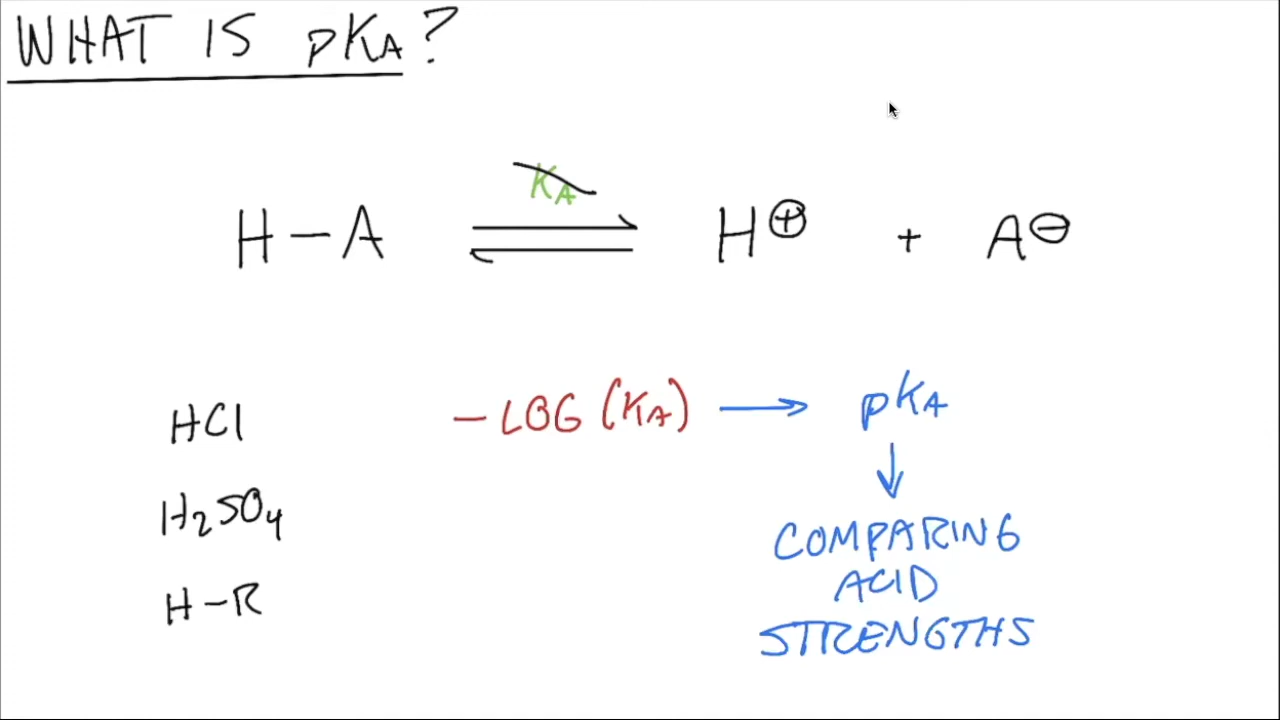 WHAT IS pKA?
KA
H-A ⇌ H⊕ + A⊖
HCl
-LOG (KA) → pKA
H2SO4
COMPARING
ACID
H-R
STRENGTHS